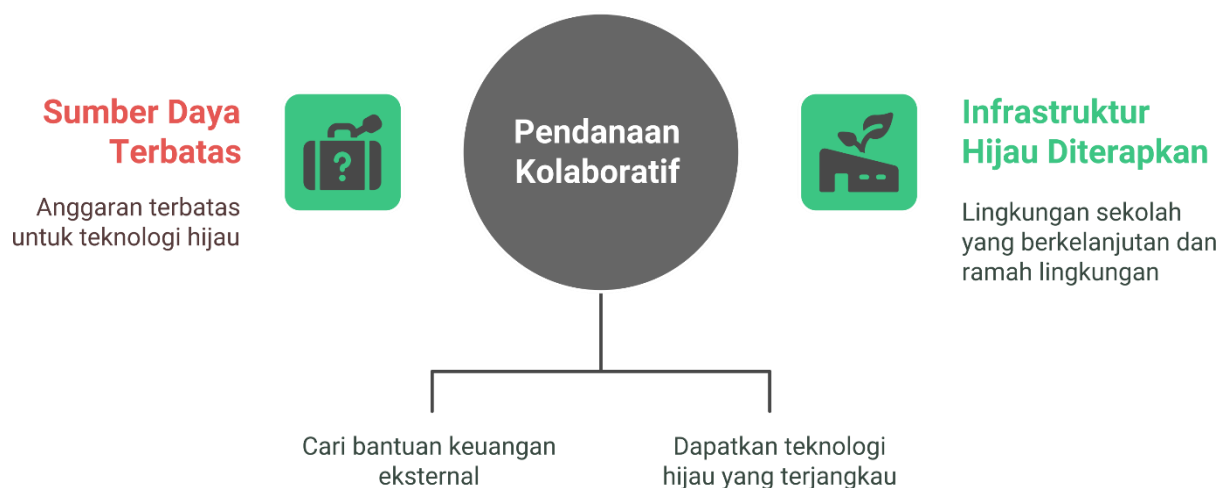 Sumber Daya
Terbatas
Anggaran terbatas
untuk teknologi hijau
?
Pendanaan
Kolaboratif
Infrastruktur
Hijau Diterapkan
Lingkungan sekolah
yang berkelanjutan dan
ramah lingkungan
Cari bantuan keuangan
eksternal
Dapatkan teknologi
hijau yang terjangkau